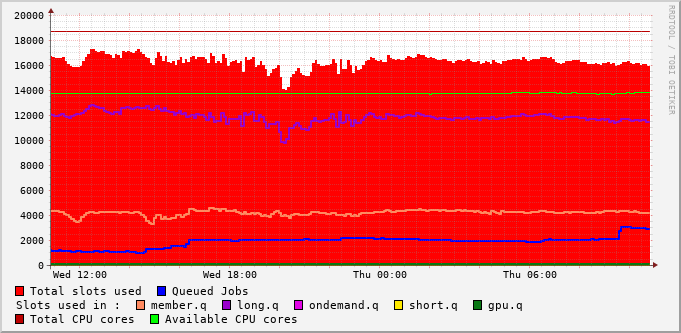 20000
18000
16000
14000
12000
10000
8000
6000
4000
2000
0
Wed 12:00 Wed 18:00 Thu 00:00 Thu 06:00
RRDTOOL / TOBI OETIKER
Total slots used Queued Jobs
Slots used in : member.q long.q ondemand.q short.q gpu.q
Total CPU cores Available CPU cores